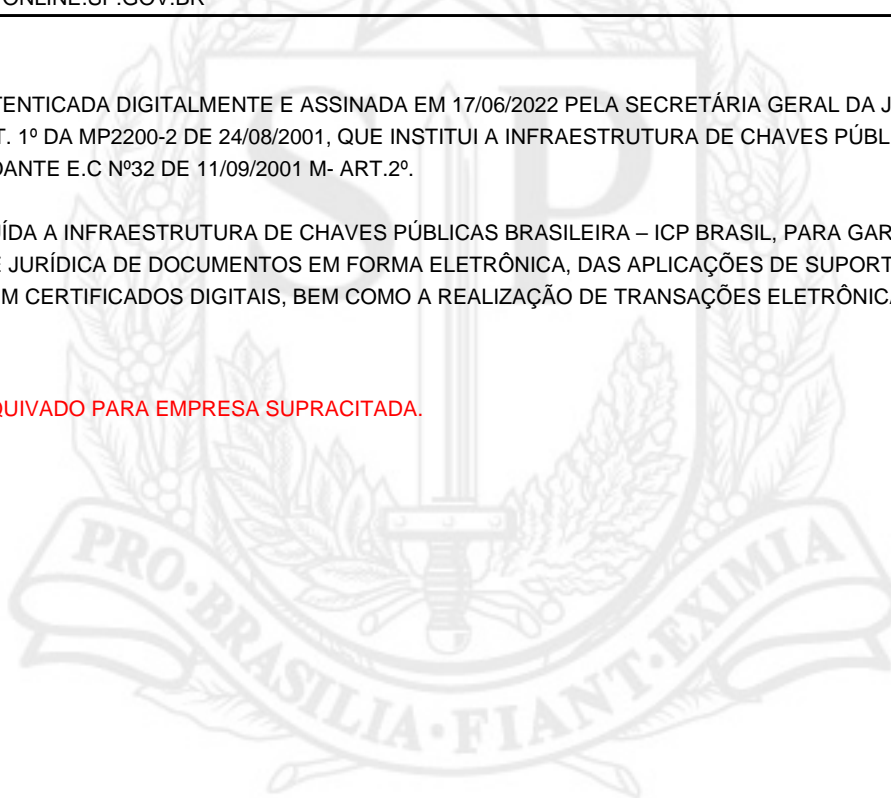 ONLINE.SP.GOV.BR
TENTICADA DIGITALMENTE E ASSINADA EM 17/06/2022 PELA SECRETÁRIA GERAL DA J
T. 1º DA MP2200-2 DE 24/08/2001, QUE INSTITUI A INFRAESTRUTURA DE CHAVES PÚBL
DANTE E.C Nº32 DE 11/09/2001 M- ART.2º.
ÍDA A INFRAESTRUTURA DE CHAVES PÚBLICAS BRASILEIRA – ICP BRASIL, PARA GAR
E JURÍDICA DE DOCUMENTOS EM FORMA ELETRÔNICA, DAS APLICAÇÕES DE SUPORT
M CERTIFICADOS DIGITAIS, BEM COMO A REALIZAÇÃO DE TRANSAÇÕES ELETRÔNICA
QUIVADO PARA EMPRESA SUPRACITADA.
SP
PRO·BRASILIA·FIANT·EXIMIA